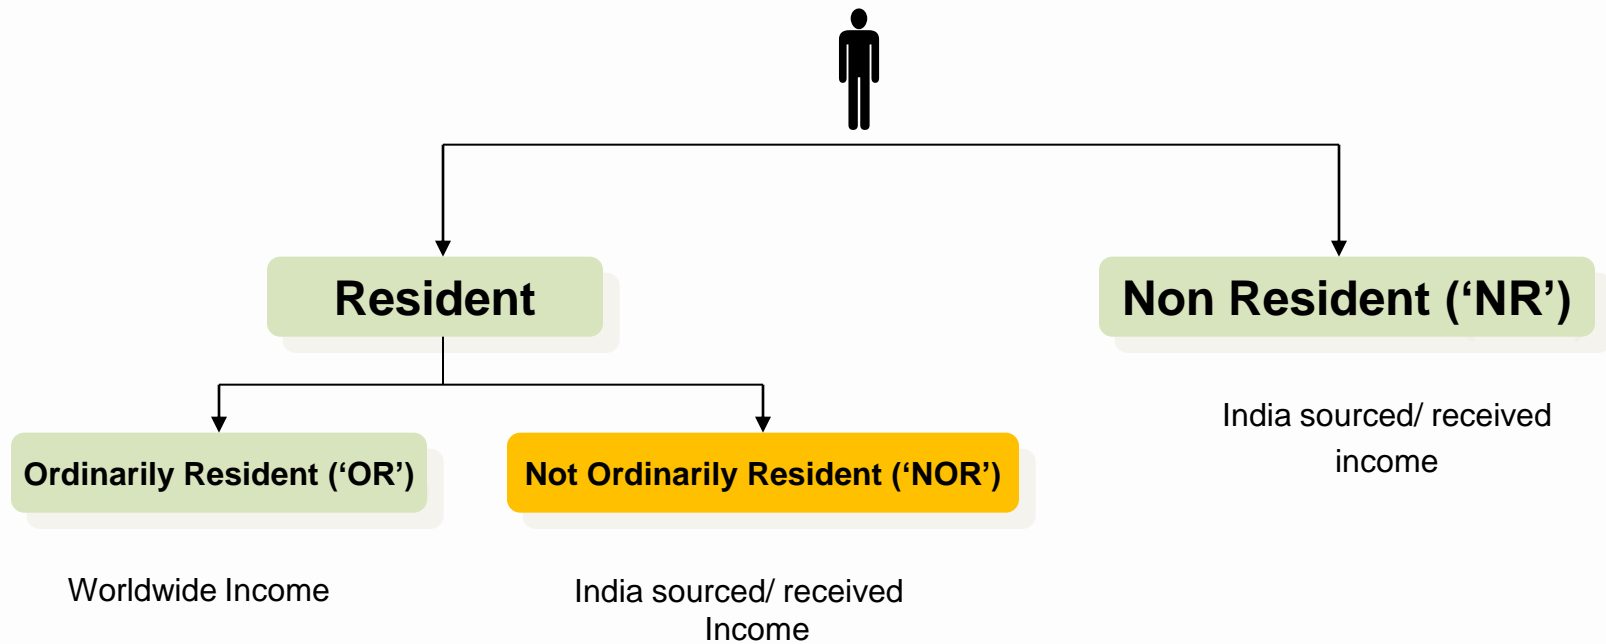 Resident
Non Resident (‘NR’)
India sourced/ received
income
Ordinarily Resident (‘OR’)
Not Ordinarily Resident (‘NOR’)
Worldwide Income
India sourced/ received
Income